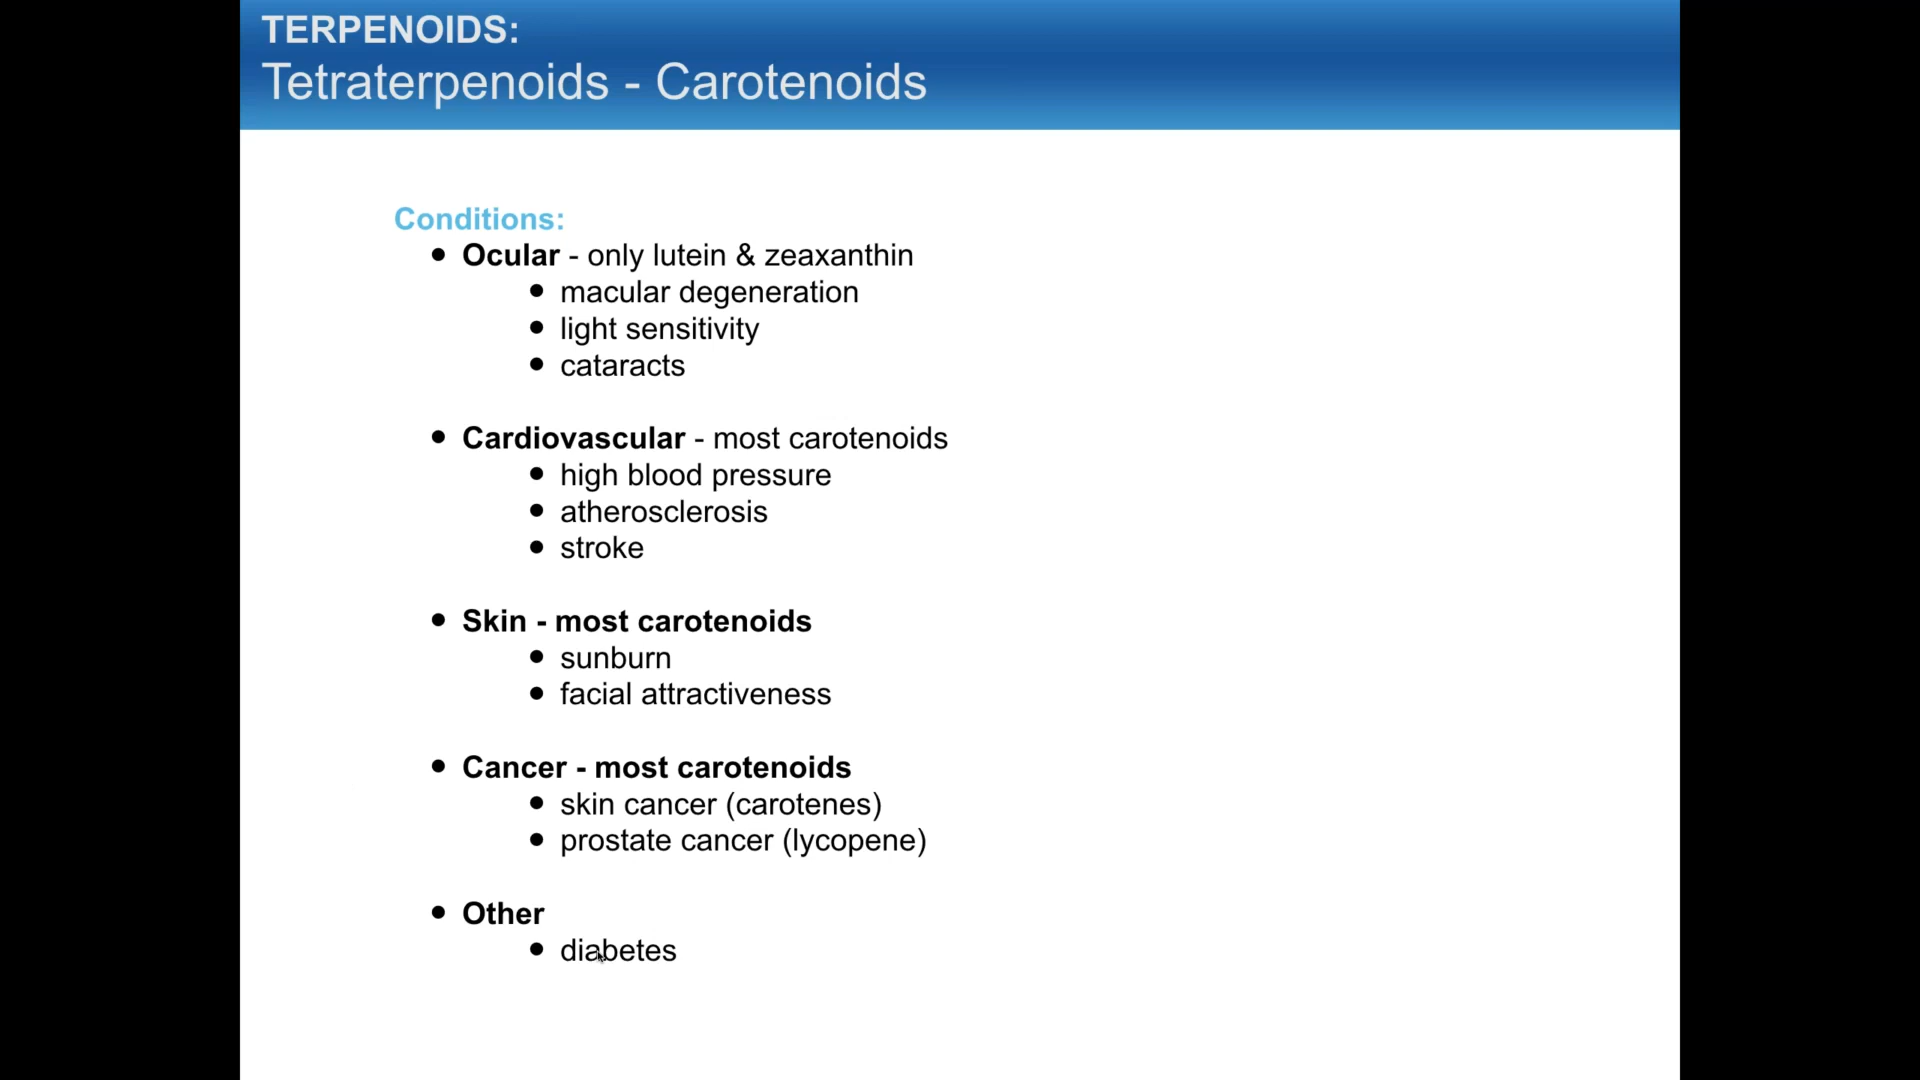 TERPENOIDS:
Tetraterpenoids - Carotenoids
Conditions:
• Ocular - only lutein & zeaxanthin
• macular degeneration
• light sensitivity
• cataracts
• Cardiovascular - most carotenoids
• high blood pressure
• atherosclerosis
• stroke
• Skin - most carotenoids
• sunburn
• facial attractiveness
• Cancer - most carotenoids
• skin cancer (carotenes)
• prostate cancer (lycopene)
• Other
• diabetes